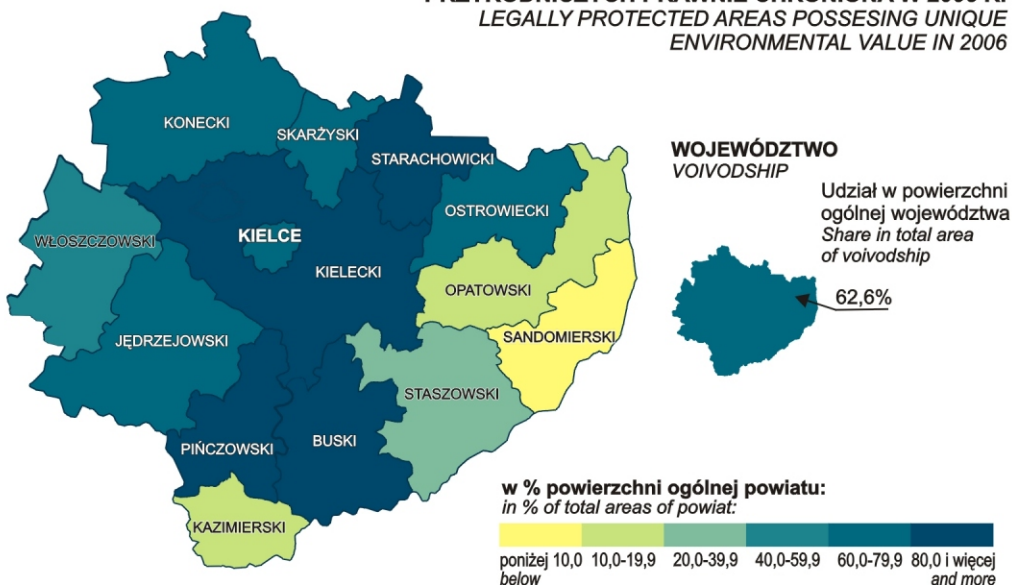 LEGALLY PROTECTED AREAS POSSESING UNIQUE
ENVIRONMENTAL VALUE IN 2006
KONECKI
SKARŻYSKI
STARACHOWICKI
WOJEWÓDZTWO
VOIVODSHIP
Udział w powierzchni
ogólnej województwa
Share in total area
of voivodship
62,6%
OSTROWIECKI
WŁOSZCZOWSKI
KIELCE
KIELECKI
OPATOWSKI
SANDOMIERSKI
JĘDRZEJOWSKI
STASZOWSKI
PIŃCZOWSKI
BUSKI
KAZIMIERSKI
w % powierzchni ogólnej powiatu:
in % of total areas of powiat:
poniżej 10,0 10,0-19,9 20,0-39,9 40,0-59,9 60,0-79,9 80,0 i więcej
below and more